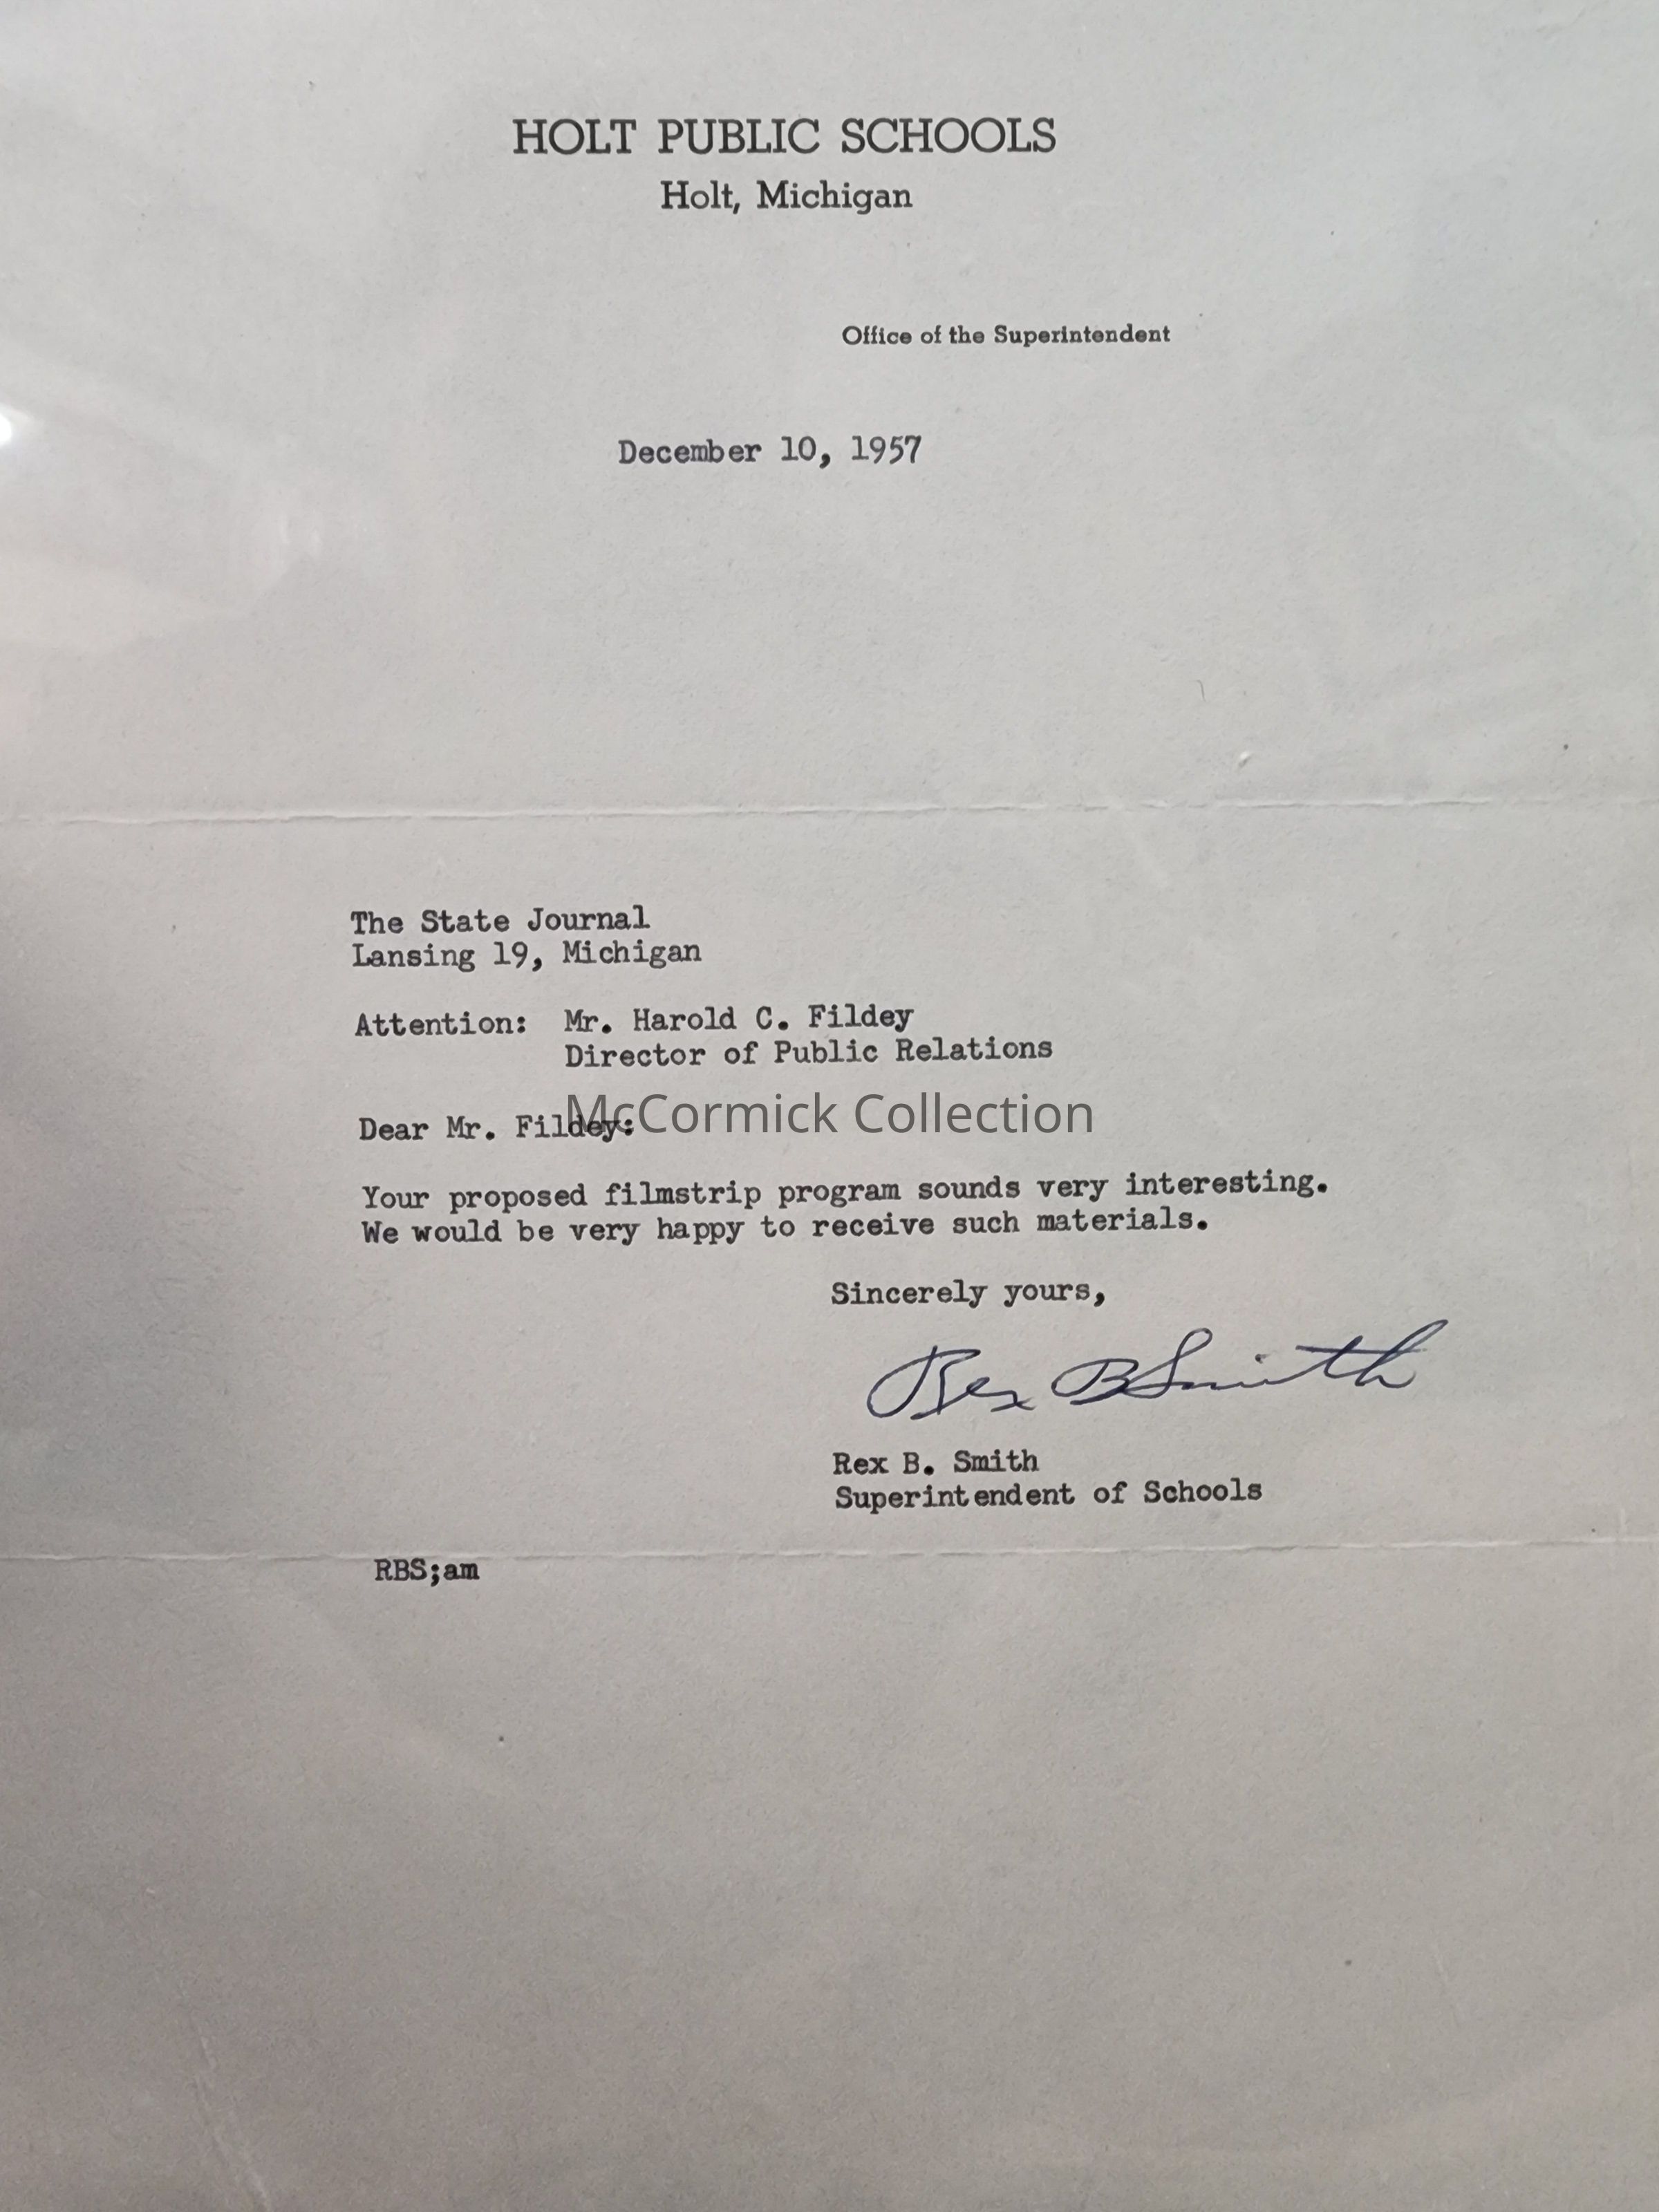 HOLT PUBLIC SCHOOLS
Holt, Michigan
Office of the Superintendent
December 10, 1957
The State Journal
Lansing 19, Michigan
Attention: Mr. Harold C. Fildey
Director of Public Relations
McCormick Collection
Dear Mr. Fildey:
Your proposed filmstrip program sounds very interesting.
We would be very happy to receive such materials.
Sincerely yours,
Rex B Smith
Rex B. Smith
Superintendent of Schools
RBS;am